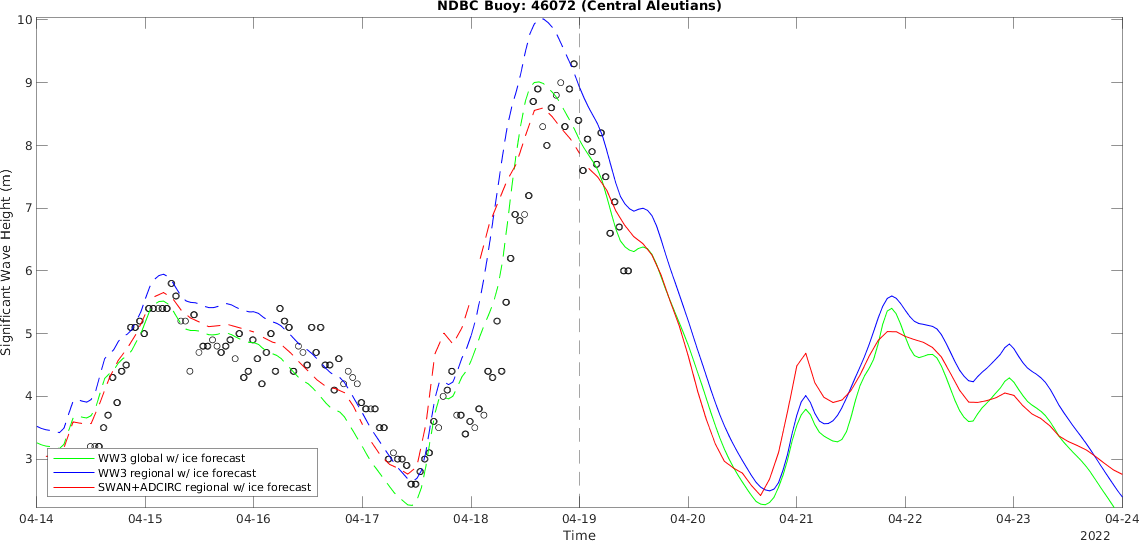 NDBC Buoy: 46072 (Central Aleutians)
10
9
8
7
6
5
4
3
Significant Wave Height (m)
WW3 global w/ ice forecast
WW3 regional w/ ice forecast
SWAN+ADCIRC regional w/ ice forecast
04-14 04-15 04-16 04-17 04-18 04-19 04-20 04-21 04-22 04-23 04-24
Time
2022